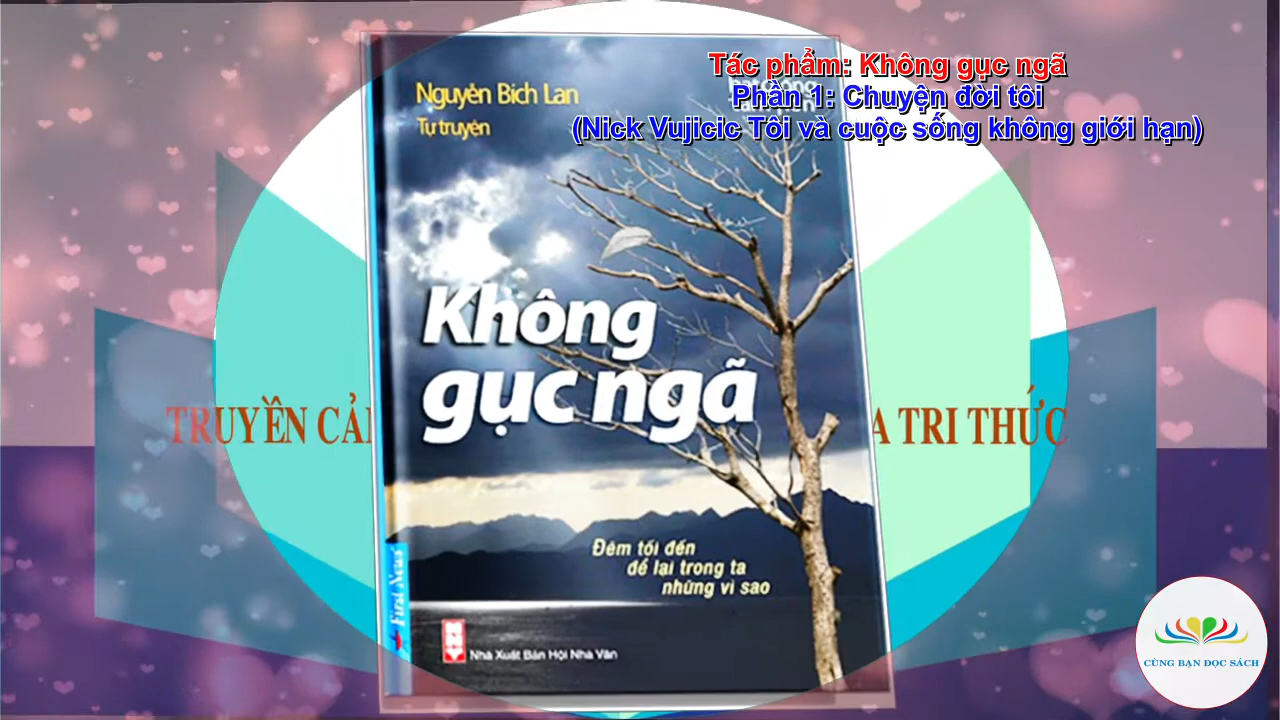 Tác phẩm: Không gục ngã
Phần 1: Chuyện đời tôi
(Nick Vujicic Tôi và cuộc sống không giới hạn)
Nguyễn Bích Lan
Tự truyện
Không
gục ngã
TRUYỀN CẢ
A TRI THỨC
Đêm tối đến
để lại trong ta
những vì sao
First News
Nhà Xuất Bản Hội Nhà Văn
CÙNG BẠN ĐỌC SÁCH